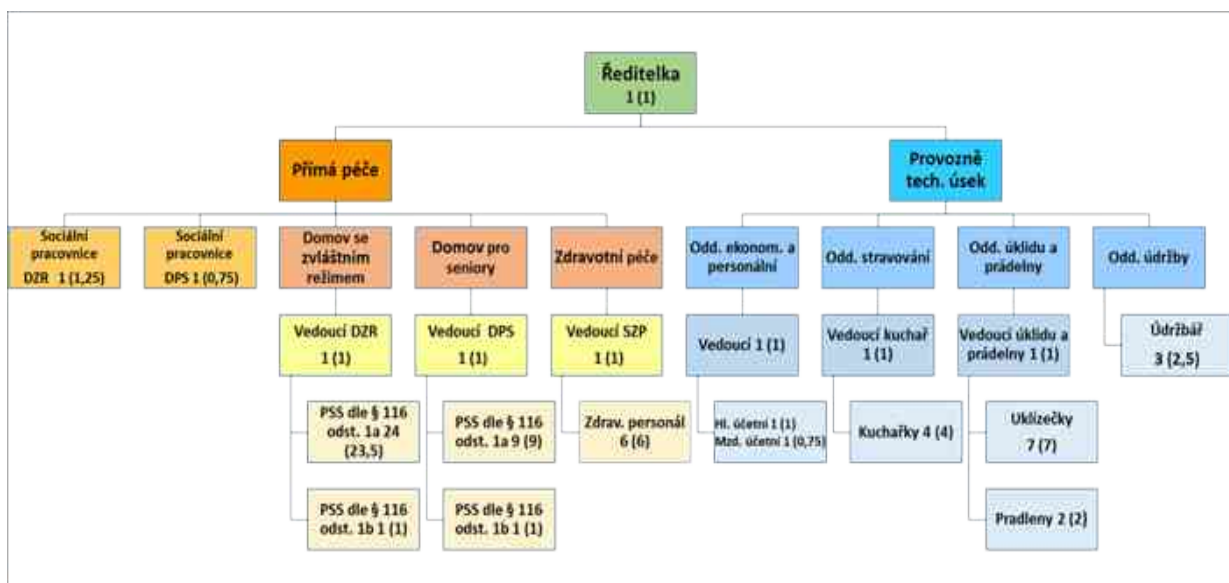 Ředitelka
1 (1)
Přímá péče
Provozně
tech. úsek
Sociální
pracovnice
DZR 1 (1,25)
Sociální
pracovnice
DPS 1 (0,75)
Domov se
zvláštním
režimem
Domov pro
seniory
Zdravotní péče
Odd. ekonom. a
personální
Odd. stravování
Odd. úklidu a
prádelny
Odd. údržby
Vedoucí DZR
1 (1)
Vedoucí DPS
1 (1)
Vedoucí SZP
1 (1)
Vedoucí 1 (1)
Vedoucí kuchař
1 (1)
Vedoucí úklidu a
prádelny 1 (1)
Údržbář
3 (2,5)
PSS dle § 116
odst. 1a 24
(23,5)
PSS dle § 116
odst. 1a 9 (9)
Zdrav. personál
6 (6)
Hl. účetní 1 (1)
Mzd. účetní 1 (0,75)
Kuchařky 4 (4)
Uklízečky
7 (7)
PSS dle § 116
odst. 1b 1 (1)
PSS dle § 116
odst. 1b 1 (1)
Pradleny 2 (2)